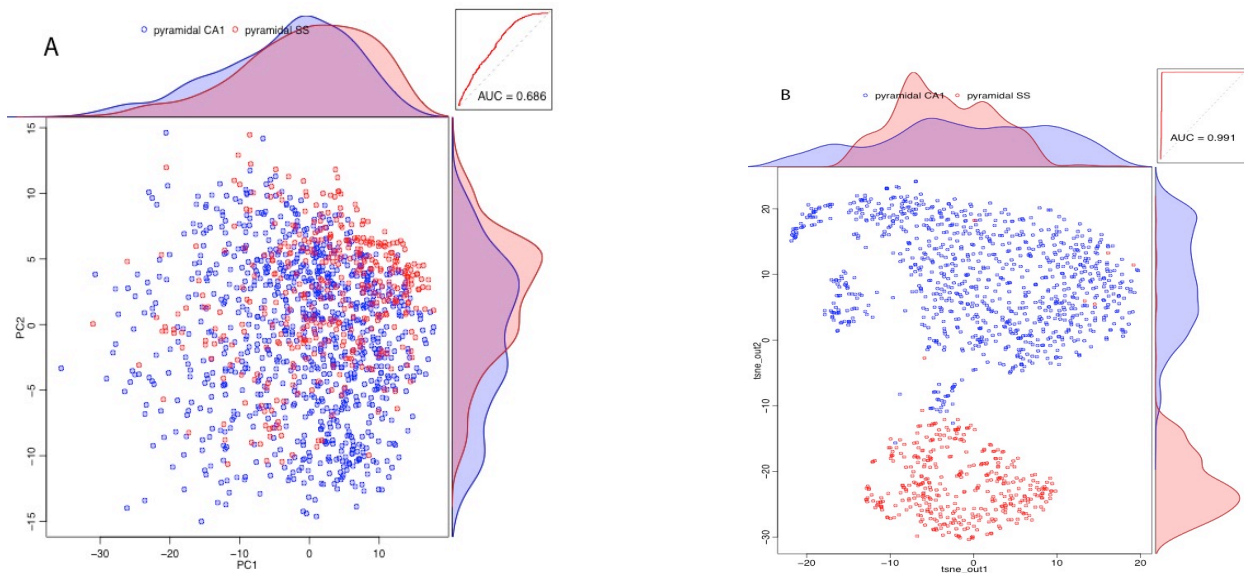 A
pyramidal CA1 pyramidal SS
AUC = 0.686
15
10
5
0
−5
−10
−15
PC2
−30 −20 −10 0 10
PC1
B
pyramidal CA1 pyramidal SS
AUC = 0.991
20
10
0
−10
−20
−30
tsne_out2
−20 −10 0 10 20
tsne_out1